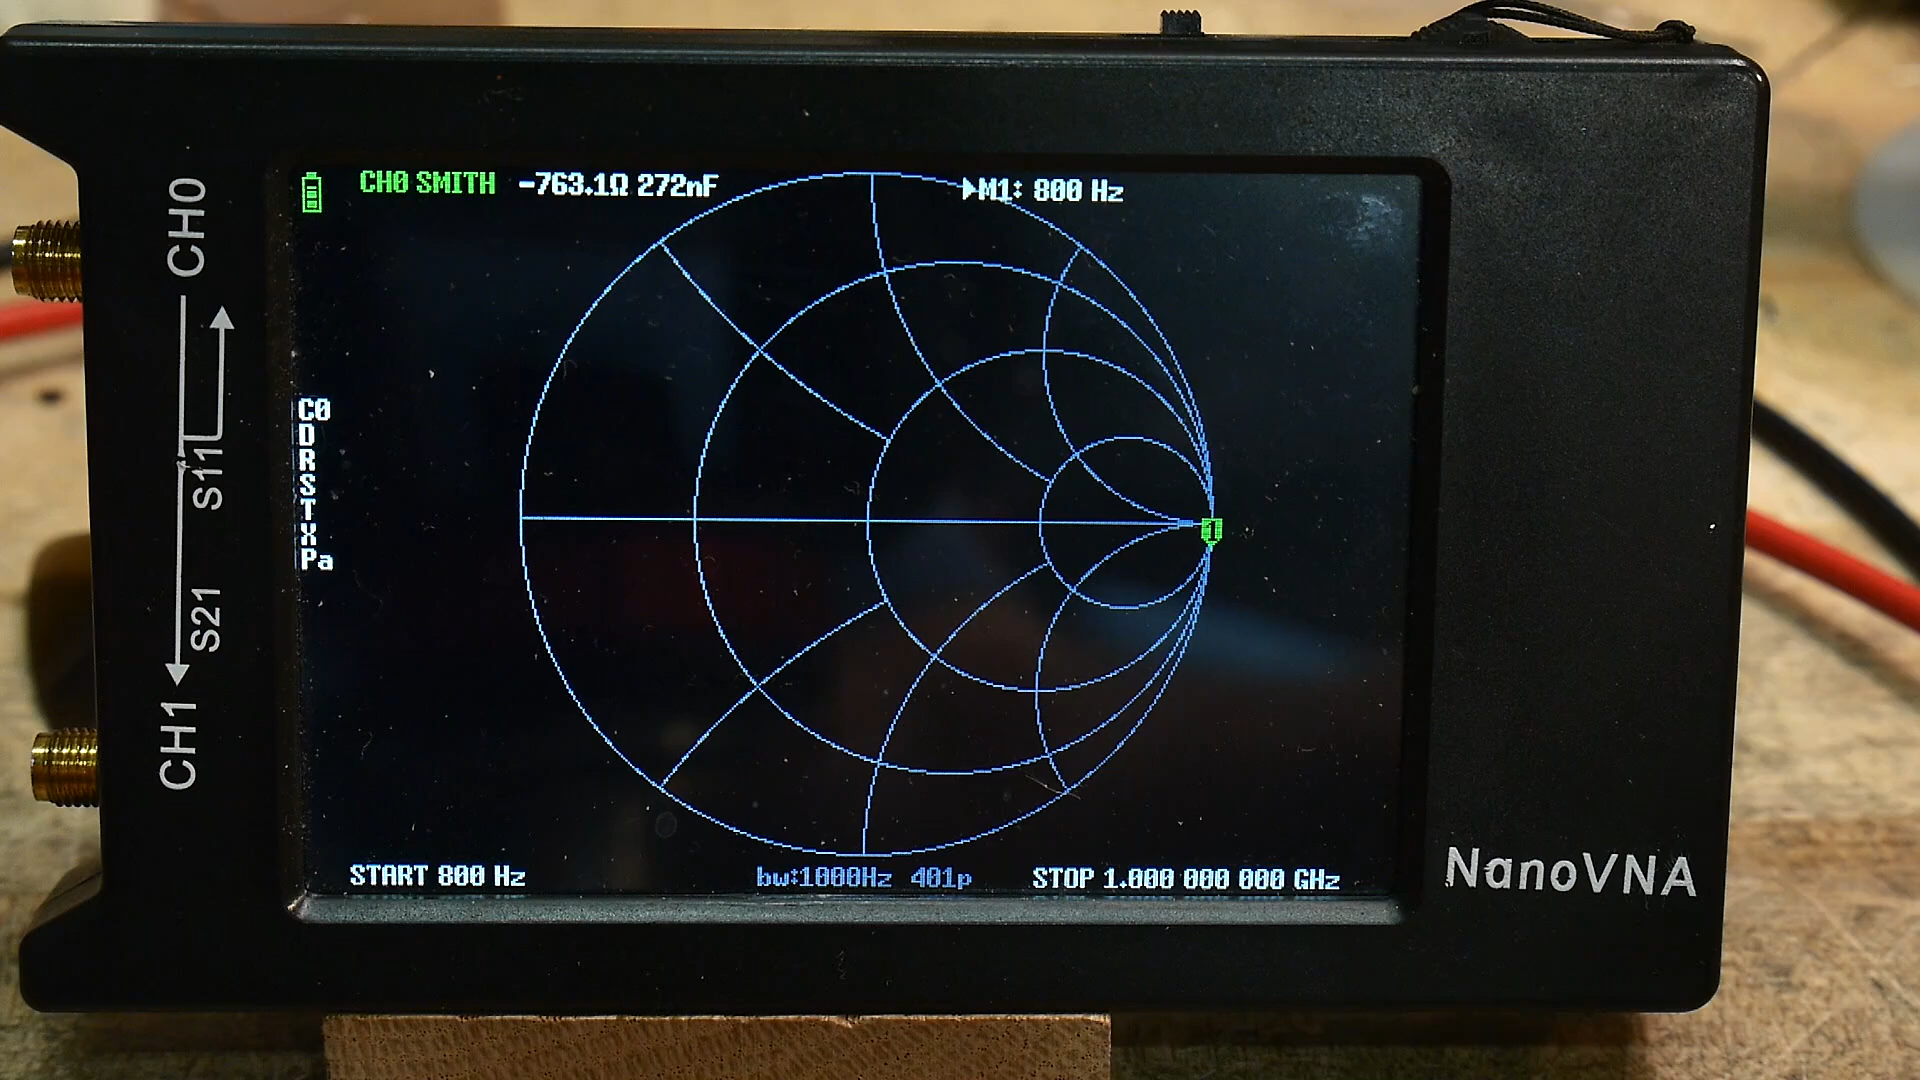 CH0 SMITH -763.1Ω 272nF
M1: 800 Hz
CH0
S11
S21
CH1
C0
D
R
S
T
X
Pa
1
START 800 Hz
bw:1000Hz 401p
STOP 1.000 000 000 GHz
NanoVNA